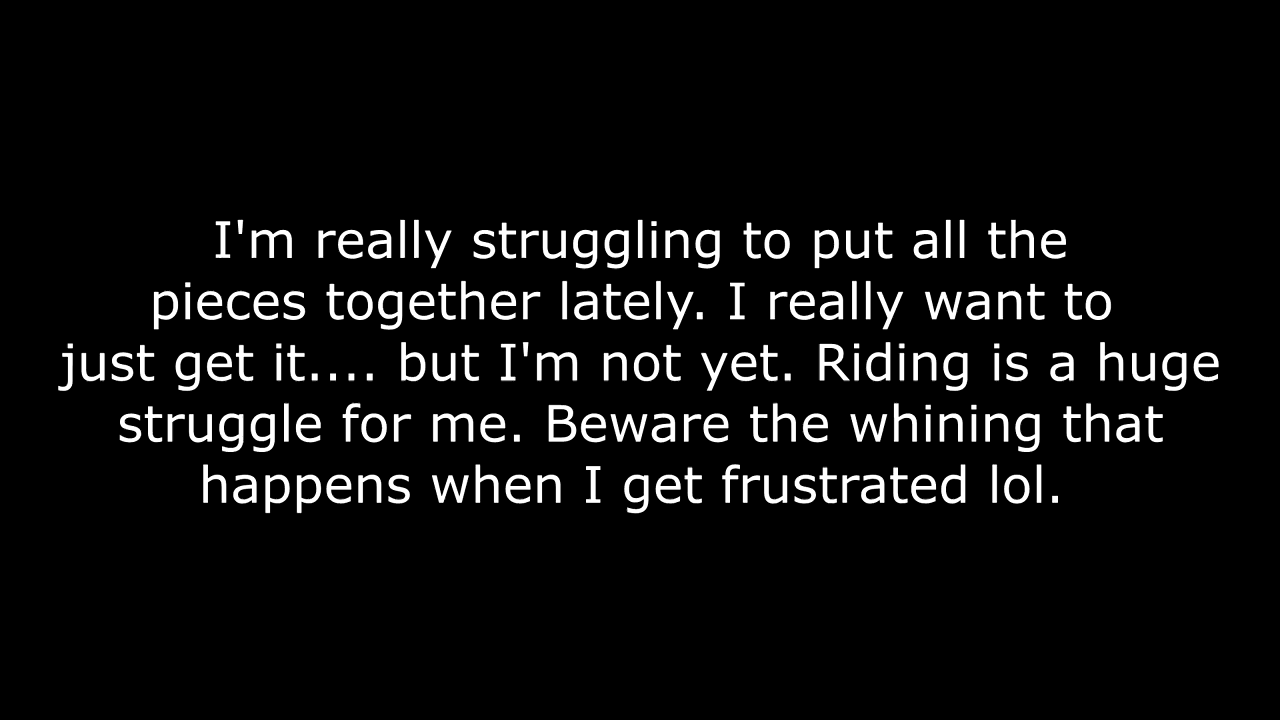 I'm really struggling to put all the
pieces together lately. I really want to
just get it.... but I'm not yet. Riding is a huge
struggle for me. Beware the whining that
happens when I get frustrated lol.